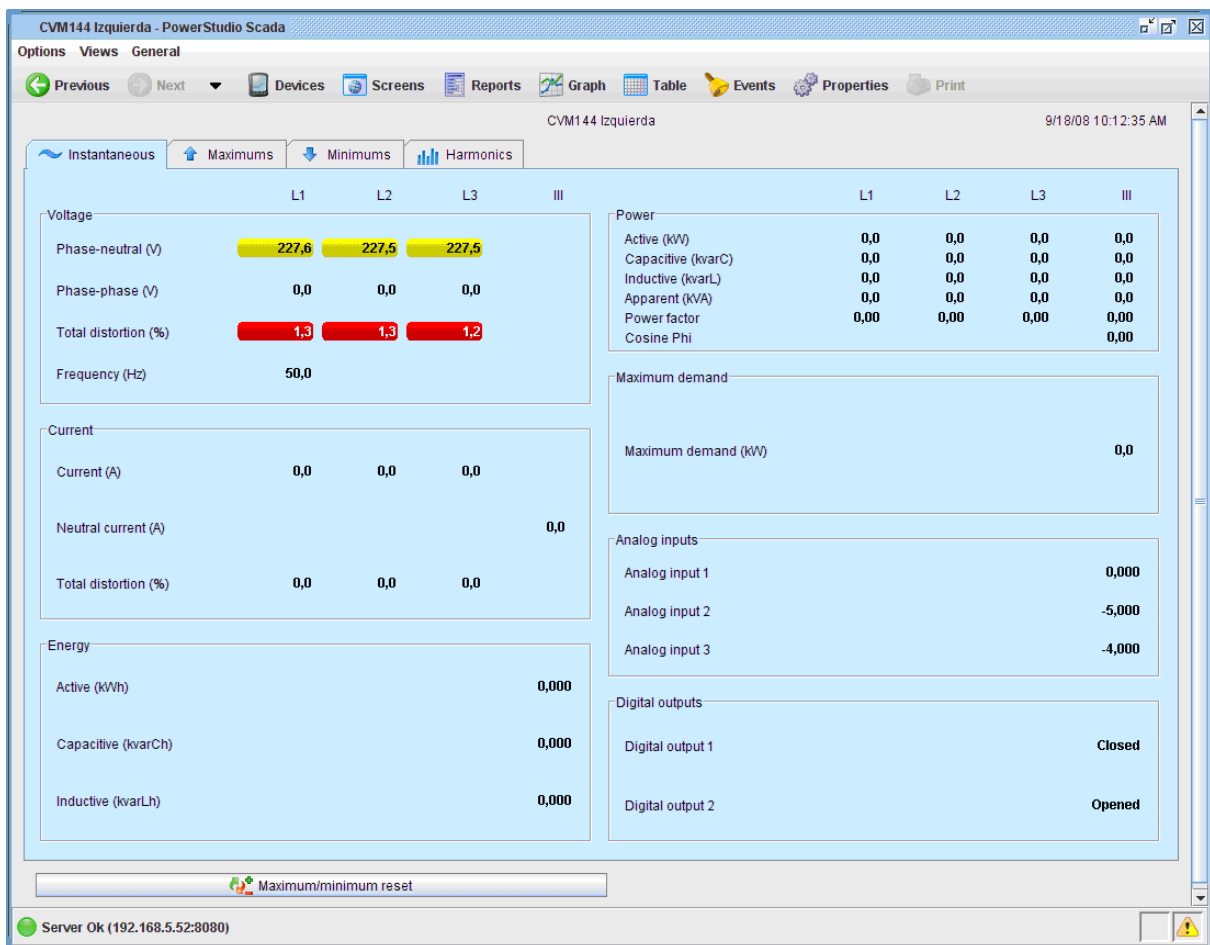 CVM144 Izquierda - PowerStudio Scada
Options Views General
Previous Next Devices Screens Reports Graph Table Events Properties Print
CVM144 Izquierda 9/18/08 10:12:35 AM
Instantaneous Maximums Minimums Harmonics
L1 L2 L3 III
Voltage
Phase-neutral (V) 227,6 227,5 227,5
Phase-phase (V) 0,0 0,0 0,0
Total distortion (%) 1,3 1,3 1,2
Frequency (Hz) 50,0
Current
Current (A) 0,0 0,0 0,0
Neutral current (A) 0,0
Total distortion (%) 0,0 0,0 0,0
Energy
Active (kWh) 0,000
Capacitive (kvarCh) 0,000
Inductive (kvarLh) 0,000
L1 L2 L3 III
Power
Active (kW) 0,0 0,0 0,0 0,0
Capacitive (kvarC) 0,0 0,0 0,0 0,0
Inductive (kvarL) 0,0 0,0 0,0 0,0
Apparent (kVA) 0,0 0,0 0,0 0,0
Power factor 0,00 0,00 0,00 0,00
Cosine Phi 0,00
Maximum demand
Maximum demand (kW) 0,0
Analog inputs
Analog input 1 0,000
Analog input 2 -5,000
Analog input 3 -4,000
Digital outputs
Digital output 1 Closed
Digital output 2 Opened
Maximum/minimum reset
Server Ok (192.168.5.52:8080)